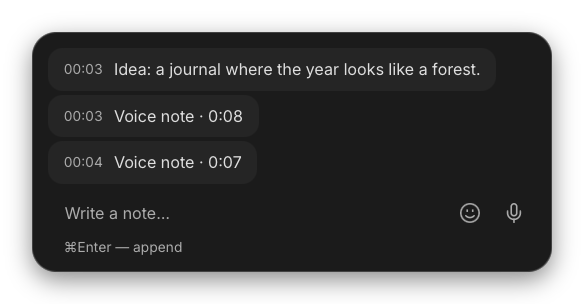 00:03 Idea: a journal where the year looks like a forest.
00:03 Voice note · 0:08
00:04 Voice note · 0:07
Write a note...
⌘Enter — append